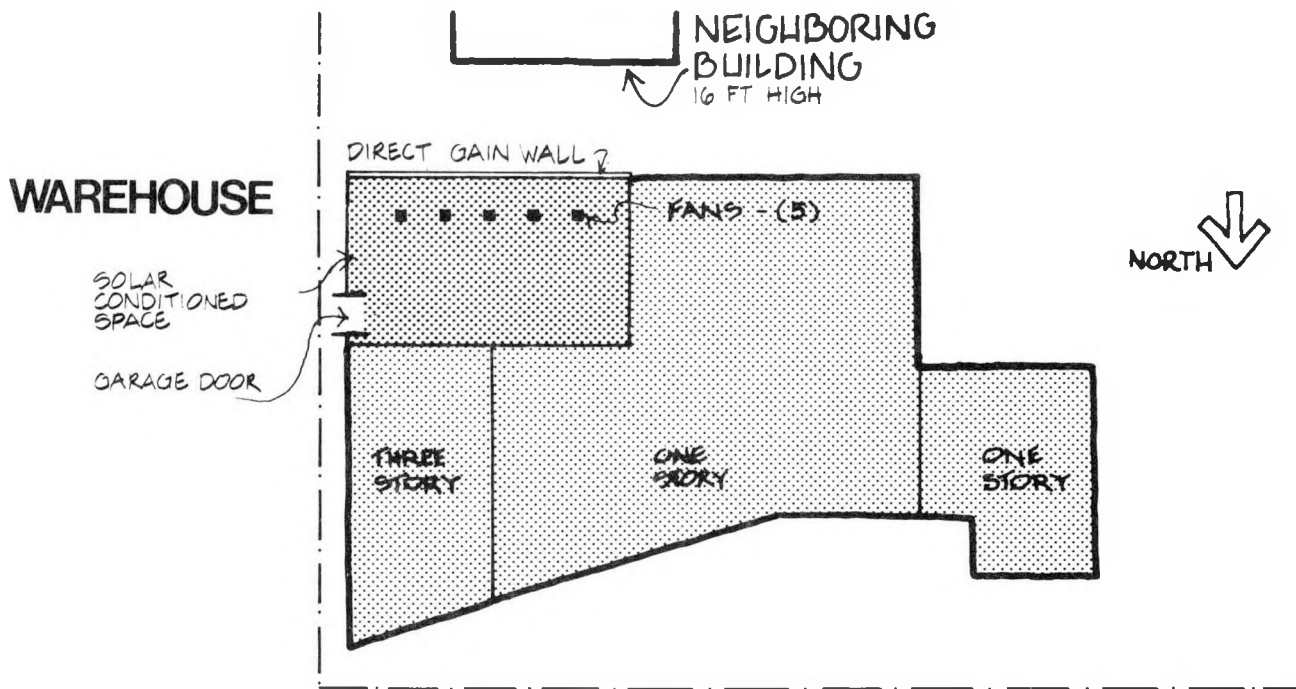 NEIGHBORING
BUILDING
16 FT HIGH
DIRECT GAIN WALL
WAREHOUSE
FANS - (5)
NORTH
SOLAR
CONDITIONED
SPACE
GARAGE DOOR
THREE
STORY
ONE
STORY
ONE
STORY